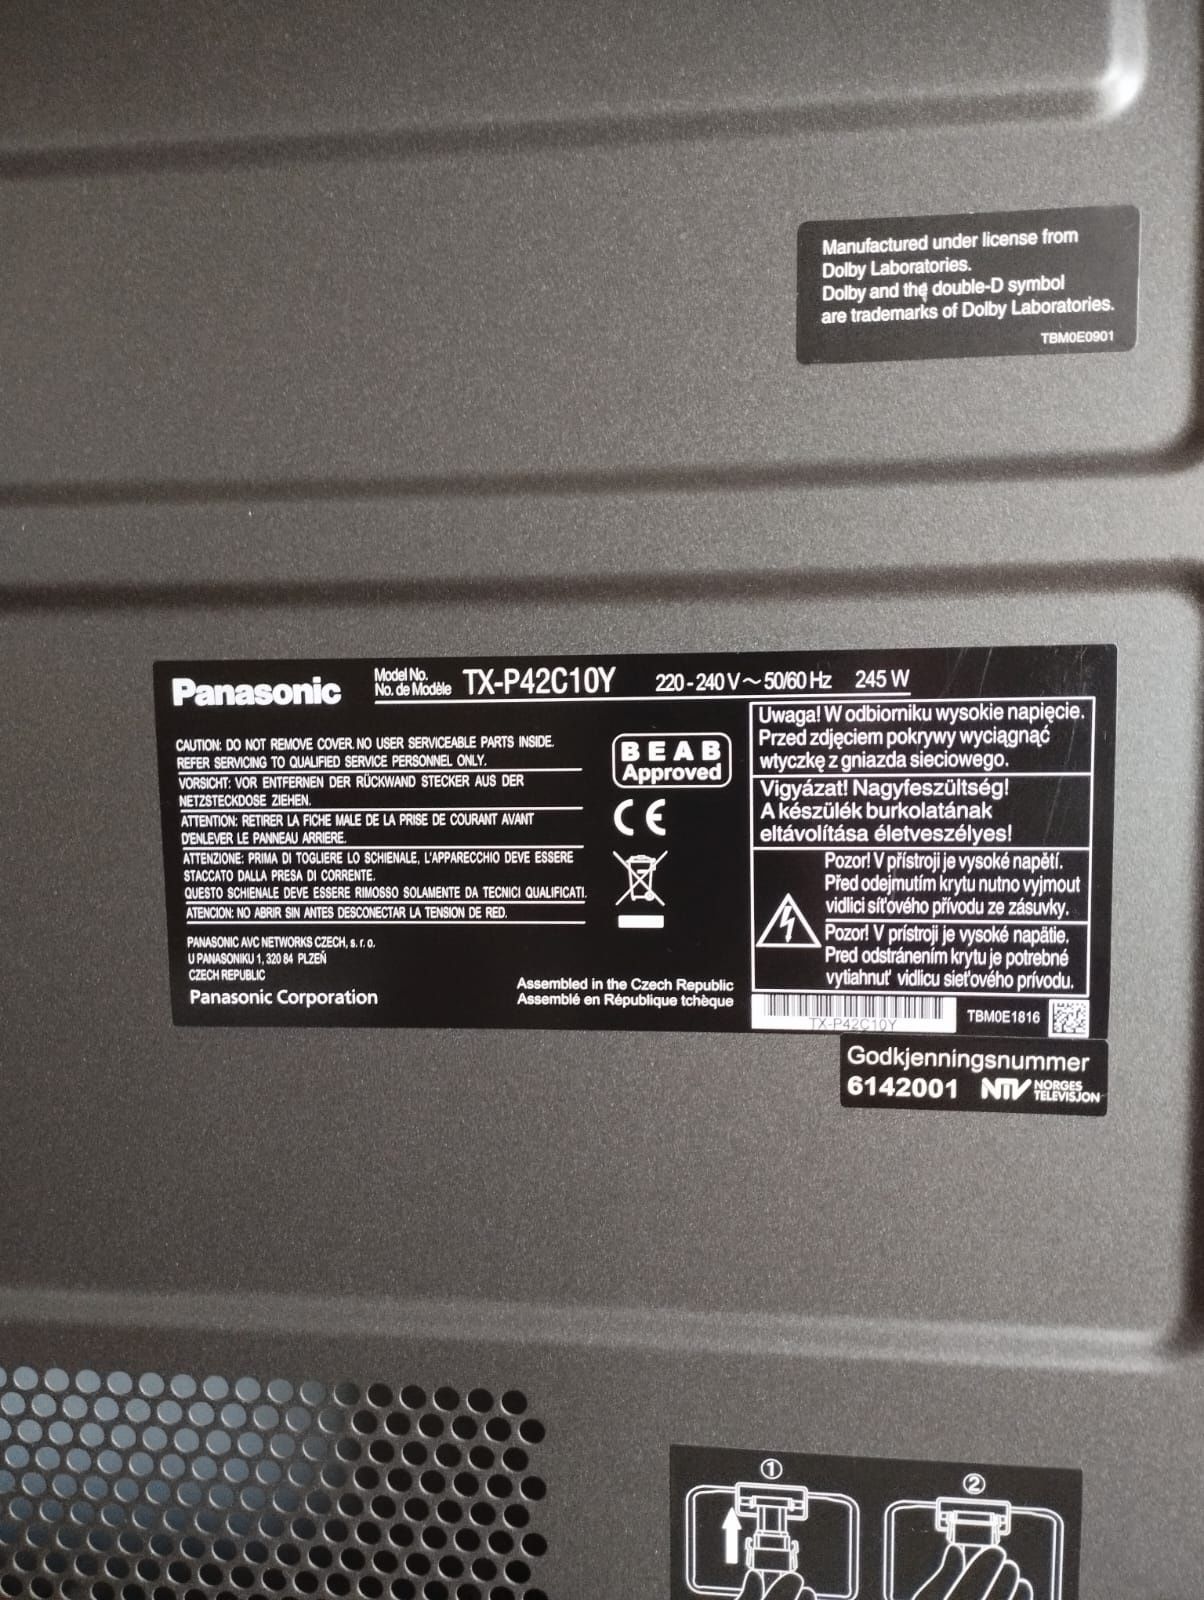 Manufactured under license from
Dolby Laboratories.
Dolby and the double-D symbol
are trademarks of Dolby Laboratories.
TBM0E0901
Panasonic
Model No.
No. de Modèle
TX-P42C10Y
220-240 V ~ 50/60 Hz
245 W
CAUTION: DO NOT REMOVE COVER. NO USER SERVICEABLE PARTS INSIDE.
REFER SERVICING TO QUALIFIED SERVICE PERSONNEL ONLY.
VORSICHT: VOR ENTFERNEN DER RÜCKWAND STECKER AUS DER
NETZSTECKDOSE ZIEHEN.
ATTENTION: RETIRER LA FICHE MALE DE LA PRISE DE COURANT AVANT
D'ENLEVER LE PANNEAU ARRIERE.
ATTENZIONE: PRIMA DI TOGLIERE LO SCHIENALE, L'APPARECCHIO DEVE ESSERE
STACCATO DALLA PRESA DI CORRENTE.
QUESTO SCHIENALE DEVE ESSERE RIMOSSO SOLAMENTE DA TECNICI QUALIFICATI.
ATENCION: NO ABRIR SIN ANTES DESCONECTAR LA TENSION DE RED.
PANASONIC AVC NETWORKS CZECH, s. r. o.
U PANASONIKU 1, 320 84 PLZEŇ
CZECH REPUBLIC
Panasonic Corporation
BEAB
Approved
CE
Assembled in the Czech Republic
Assemblé en République tchèque
Uwaga! W odbiorniku wysokie napięcie.
Przed zdjęciem pokrywy wyciągnąć
wtyczkę z gniazda sieciowego.
Vigyázat! Nagyfeszültség!
A készülék burkolatának
eltávolítása életveszélyes!
Pozor! V přístroji je vysoké napětí.
Před odejmutím krytu nutno vyjmout
vidlici síťového přívodu ze zásuvky.
Pozor! V prístroji je vysoké napätie.
Pred odstránením krytu je potrebné
vytiahnuť vidlicu sieťového prívodu.
TX-P42C10Y
TBM0E1816
Godkjenningsnummer
6142001
NTV NORGES
TELEVISJON
①
②